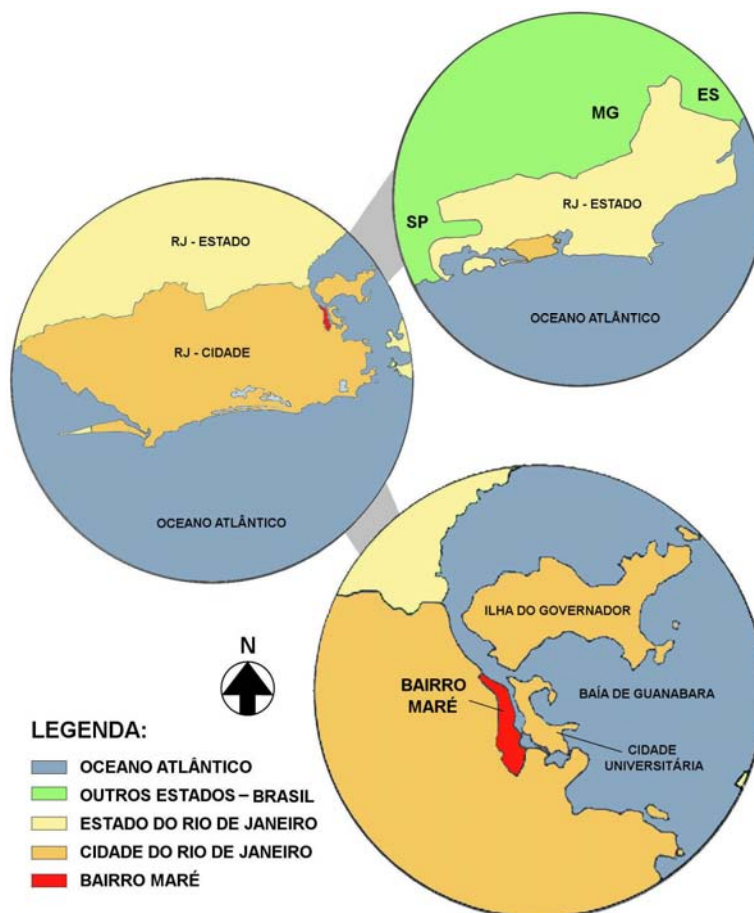 ES
MG
RJ - ESTADO
SP
OCEANO ATLÂNTICO
RJ - ESTADO
RJ - CIDADE
OCEANO ATLÂNTICO
ILHA DO GOVERNADOR
BAIRRO
MARÉ
BAÍA DE GUANABARA
CIDADE
UNIVERSITÁRIA
N
LEGENDA:
OCEANO ATLÂNTICO
OUTROS ESTADOS – BRASIL
ESTADO DO RIO DE JANEIRO
CIDADE DO RIO DE JANEIRO
BAIRRO MARÉ